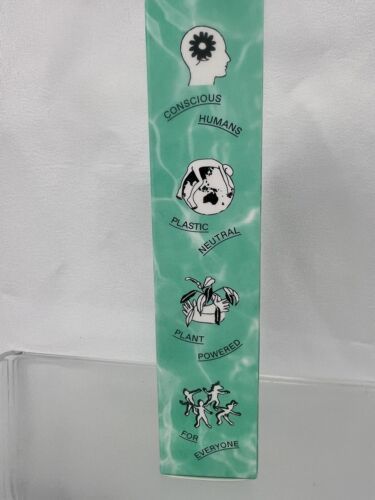 CONSCIOUS
HUMANS
PLASTIC
NEUTRAL
PLANT
POWERED
FOR
EVERYONE